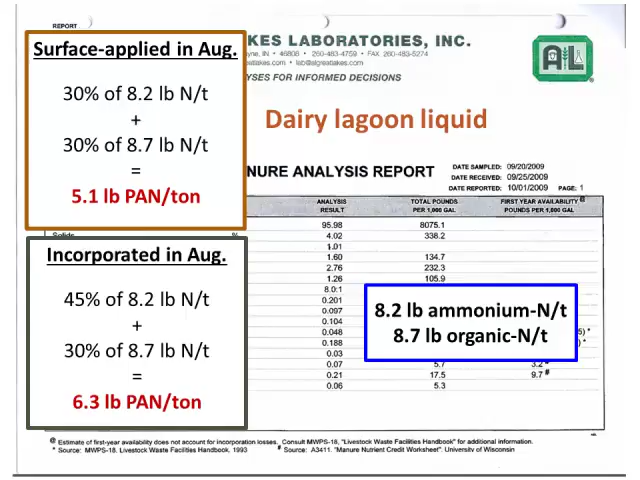 REPORT
KES LABORATORIES, INC.
yne, IN • 46808 • 260-483-4759 • FAX 260-483-5274
eatlakes.com • lab@algreatlakes.com
YSES FOR INFORMED DECISIONS
A L
Surface-applied in Aug.
30% of 8.2 lb N/t
+
30% of 8.7 lb N/t
=
5.1 lb PAN/ton
Dairy lagoon liquid
NURE ANALYSIS REPORT
DATE SAMPLED: 09/20/2009
DATE RECEIVED: 09/25/2009
DATE REPORTED: 10/01/2009 PAGE: 1
ANALYSIS RESULT TOTAL POUNDS PER 1,000 GAL FIRST YEAR AVAILABILITY @ POUNDS PER 1,000 GAL
95.98 8075.1
Solids % 4.02 338.2
1.01
1.60 134.7
2.76 232.3
1.26 105.9
8.0:1
0.201
0.097
0.104
0.048 5) *
0.188 ) *
0.03
0.07 5.7 3.2 *
0.21 17.5 9.7 #
0.06 5.3
Incorporated in Aug.
45% of 8.2 lb N/t
+
30% of 8.7 lb N/t
=
6.3 lb PAN/ton
8.2 lb ammonium-N/t
8.7 lb organic-N/t
@ Estimate of first-year availability does not account for incorporation losses. Consult MWPS-18, "Livestock Waste Facilities Handbook" for additional information.
* Source: MWPS-18. Livestock Waste Facilities Handbook, 1993 # Source: A3411. "Manure Nutrient Credit Worksheet". University of Wisconsin